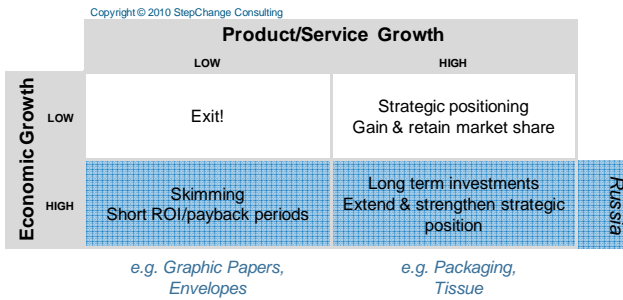 Copyright © 2010 StepChange Consulting
Product/Service Growth
LOW
HIGH
Economic Growth
LOW
Exit!
Strategic positioning
Gain & retain market share
HIGH
Skimming
Short ROI/payback periods
Long term investments
Extend & strengthen strategic
position
Russia
e.g. Graphic Papers,
Envelopes
e.g. Packaging,
Tissue